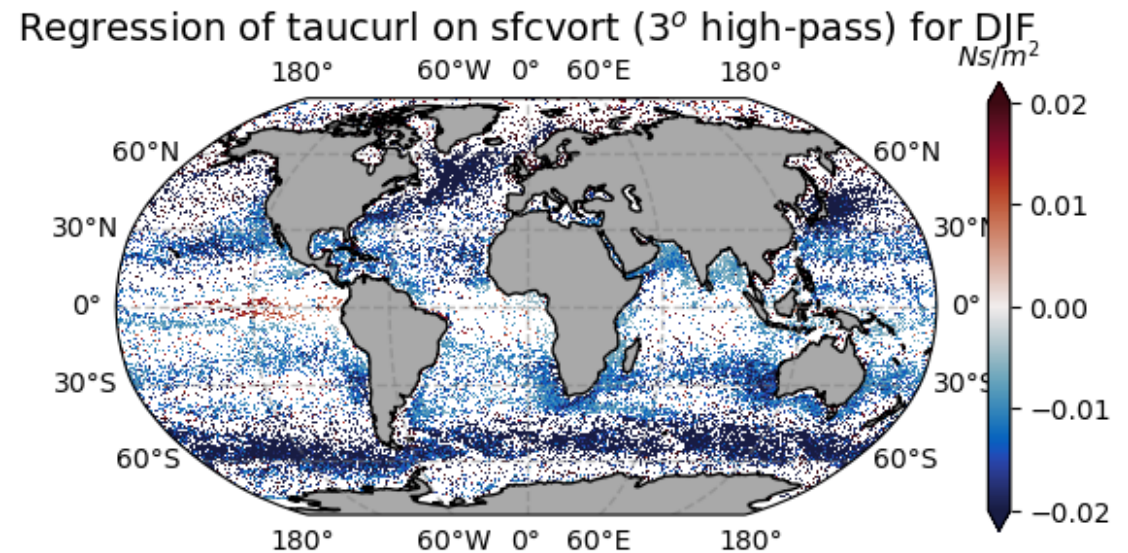 Regression of taucurl on sfcvort (3° high-pass) for DJF
Ns/m²
180° 60°W 0° 60°E 180°
0.02
60°N 60°N
0.01
30°N 30°N
0° 0° 0.00
30°S 30°S
−0.01
60°S 60°S
−0.02
180° 60°W 0° 60°E 180°